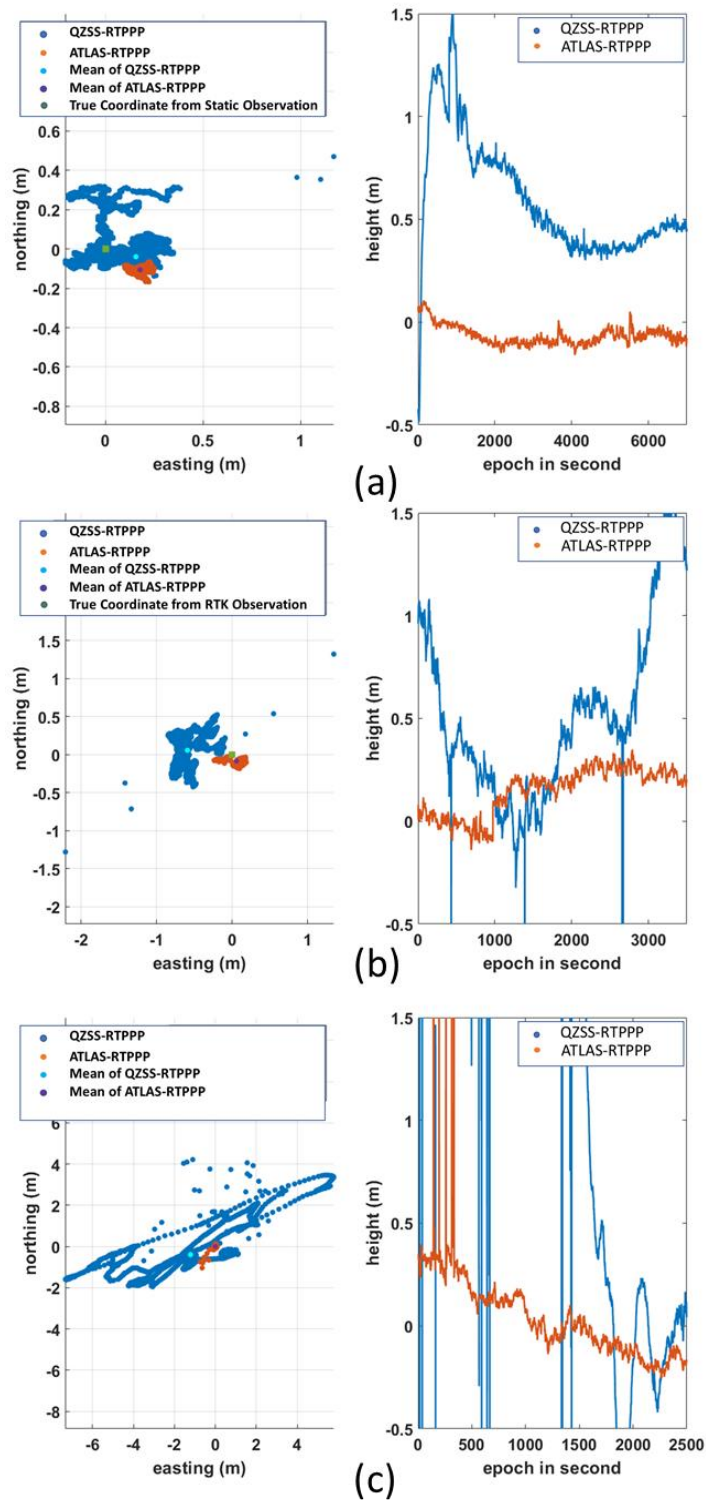 QZSS-RTPPP
ATLAS-RTPPP
Mean of QZSS-RTPPP
Mean of ATLAS-RTPPP
True Coordinate from Static Observation
0.6
0.4
0.2
0
-0.2
-0.4
-0.6
-0.8
northing (m)
0
0.5
1
easting (m)
QZSS-RTPPP
ATLAS-RTPPP
1.5
1
0.5
0
-0.5
height (m)
0
2000
4000
6000
epoch in second
(a)
QZSS-RTPPP
ATLAS-RTPPP
Mean of QZSS-RTPPP
Mean of ATLAS-RTPPP
True Coordinate from RTK Observation
1.5
1
0.5
0
-0.5
-1
-1.5
-2
northing (m)
-2
-1
0
1
easting (m)
QZSS-RTPPP
ATLAS-RTPPP
1.5
1
0.5
0
-0.5
height (m)
0
1000
2000
3000
epoch in second
(b)
QZSS-RTPPP
ATLAS-RTPPP
Mean of QZSS-RTPPP
Mean of ATLAS-RTPPP
6
4
2
0
-2
-4
-6
-8
northing (m)
-6
-4
-2
0
2
4
easting (m)
QZSS-RTPPP
ATLAS-RTPPP
1.5
1
0.5
0
-0.5
height (m)
0
500
1000
1500
2000
2500
epoch in second
(c)